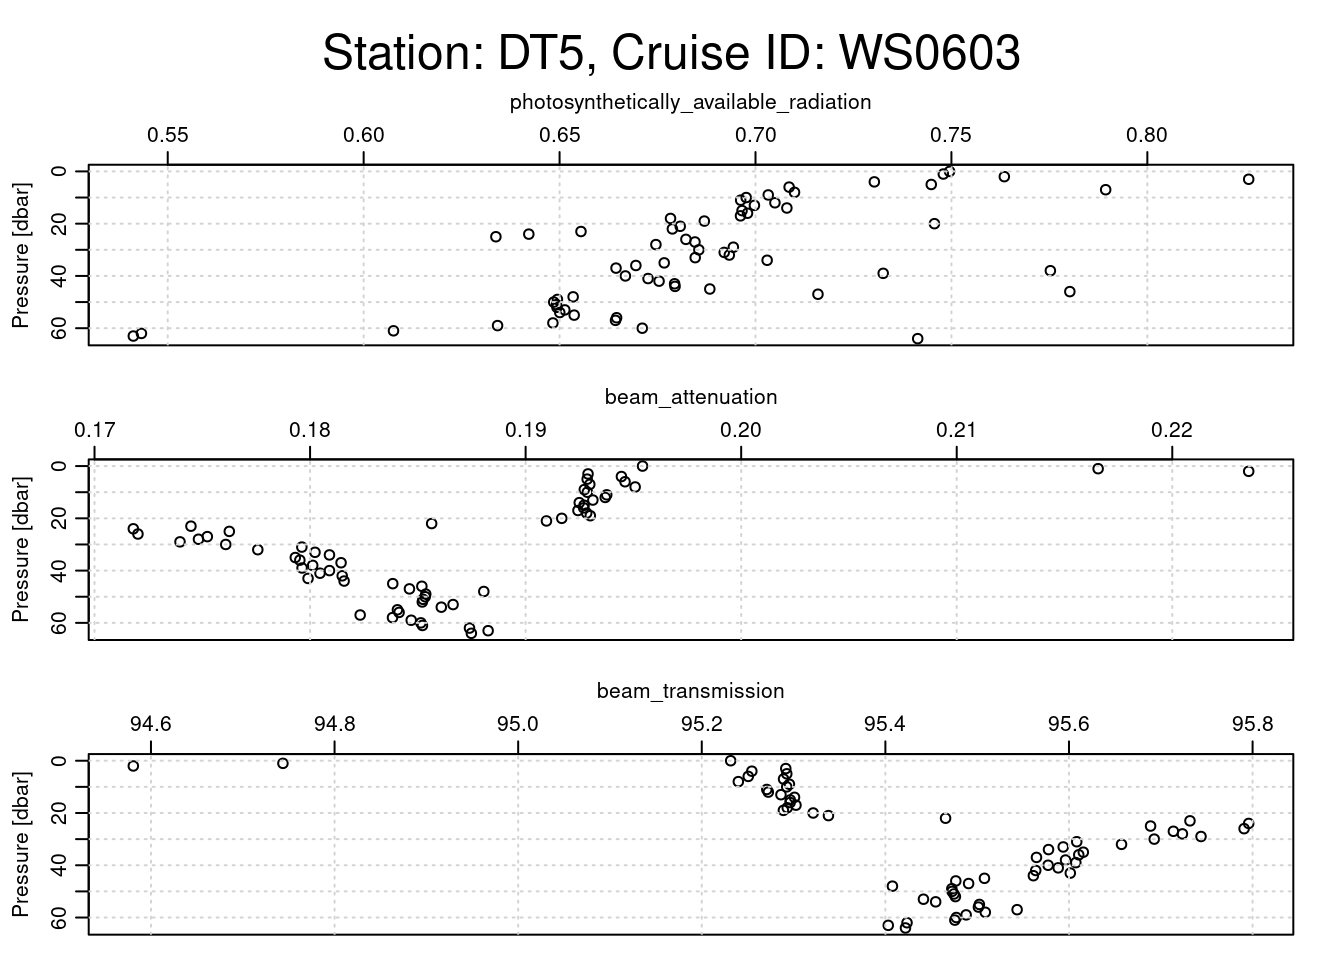 Station: DT5, Cruise ID: WS0603
photosynthetically_available_radiation
0.55 0.60 0.65 0.70 0.75 0.80
Pressure [dbar]
0
20
40
60
beam_attenuation
0.17 0.18 0.19 0.20 0.21 0.22
Pressure [dbar]
0
20
40
60
beam_transmission
94.6 94.8 95.0 95.2 95.4 95.6 95.8
Pressure [dbar]
0
20
40
60